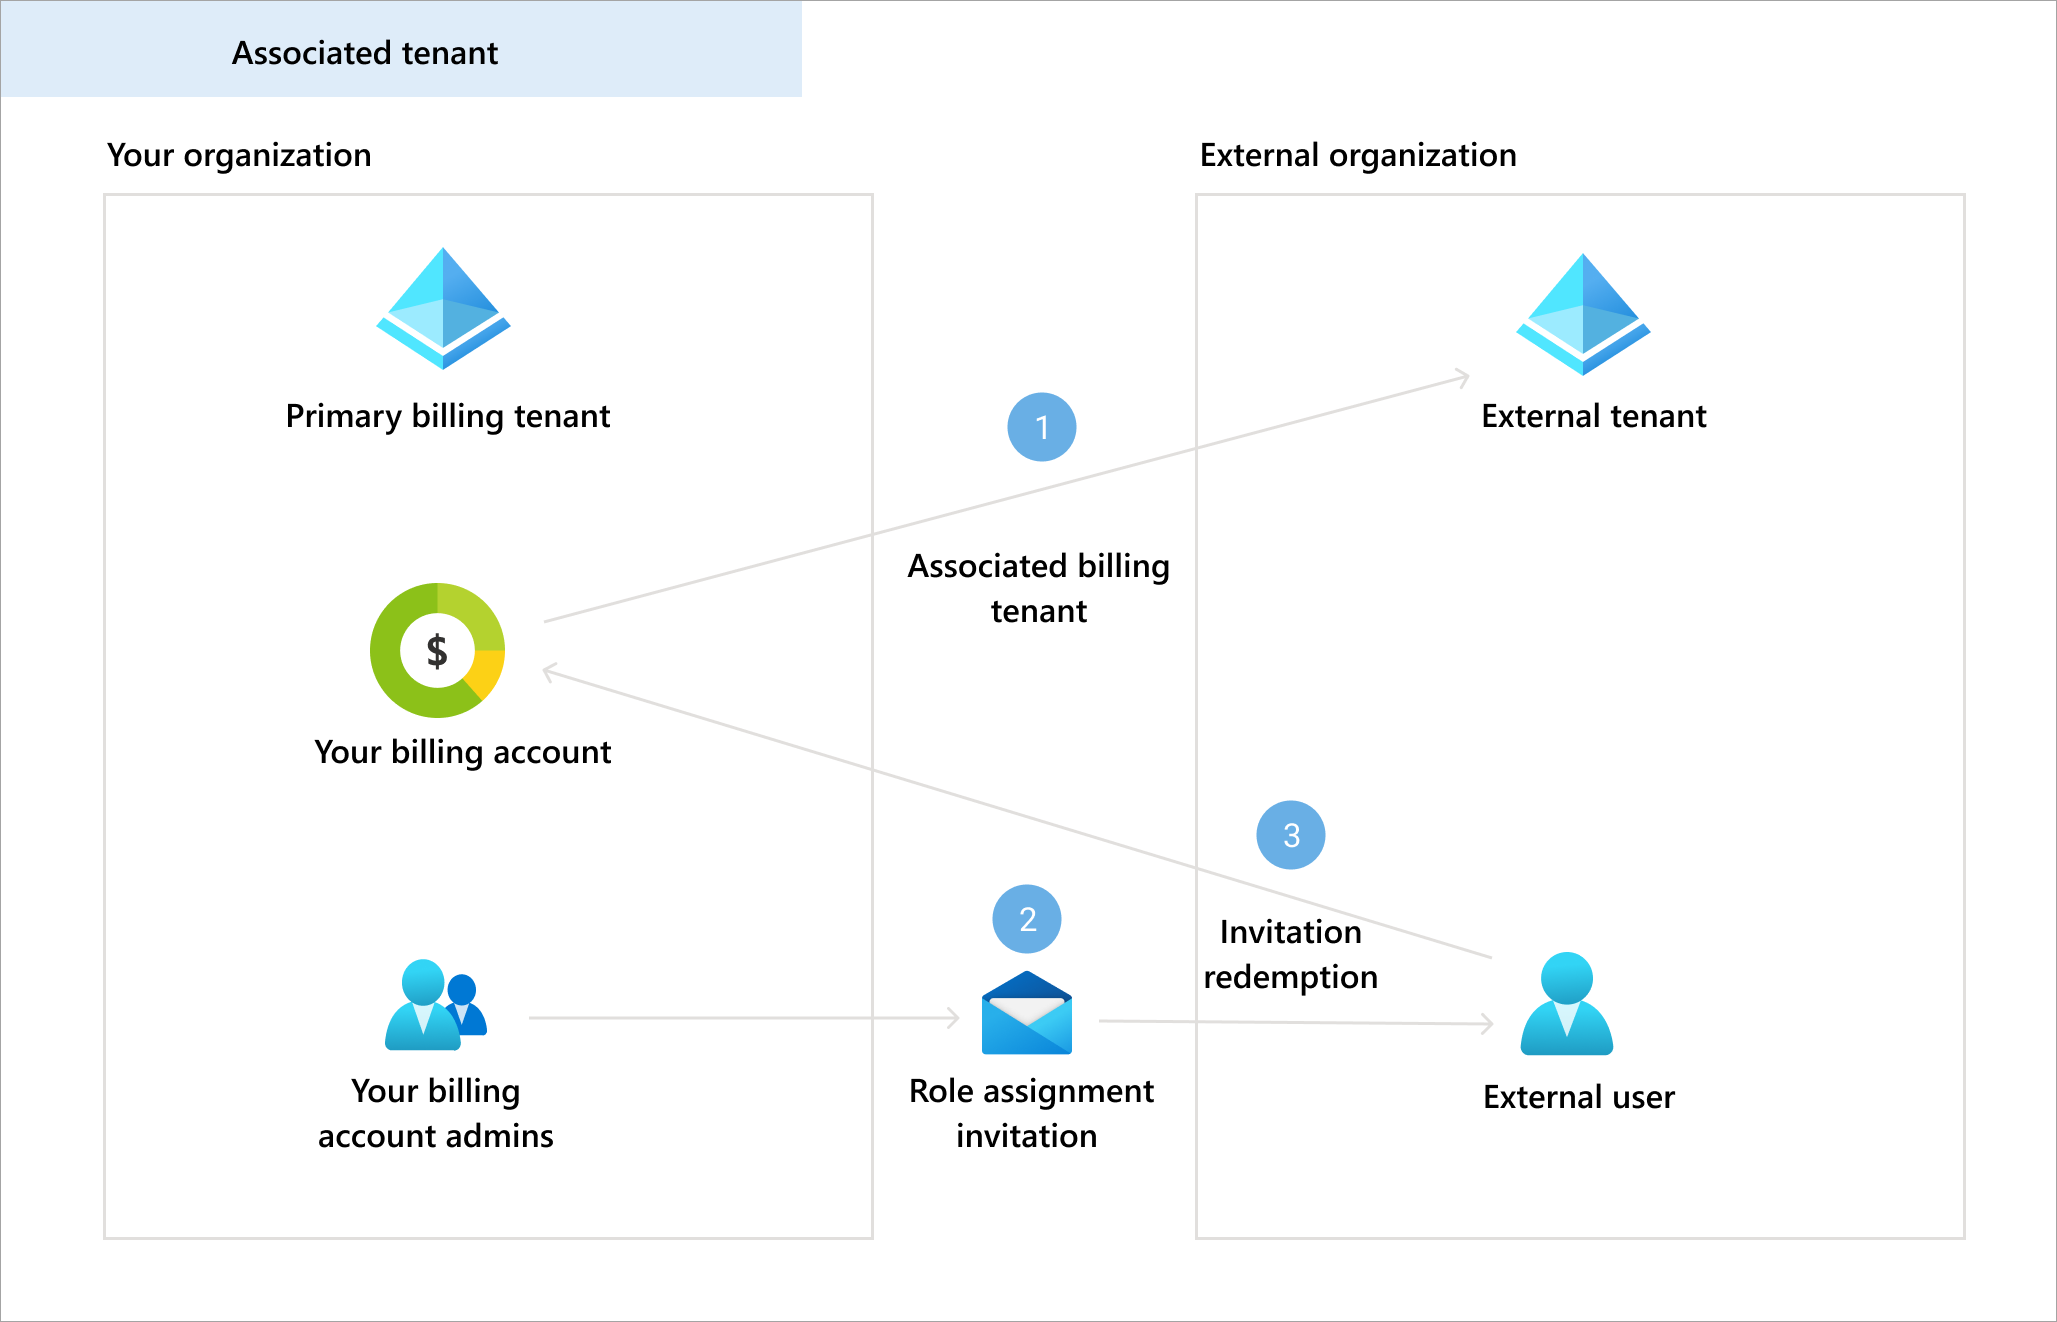 Associated tenant
Your organization
External organization
Primary billing tenant
External tenant
1
Associated billing
tenant
$
Your billing account
3
Invitation
redemption
2
Your billing
account admins
Role assignment
invitation
External user